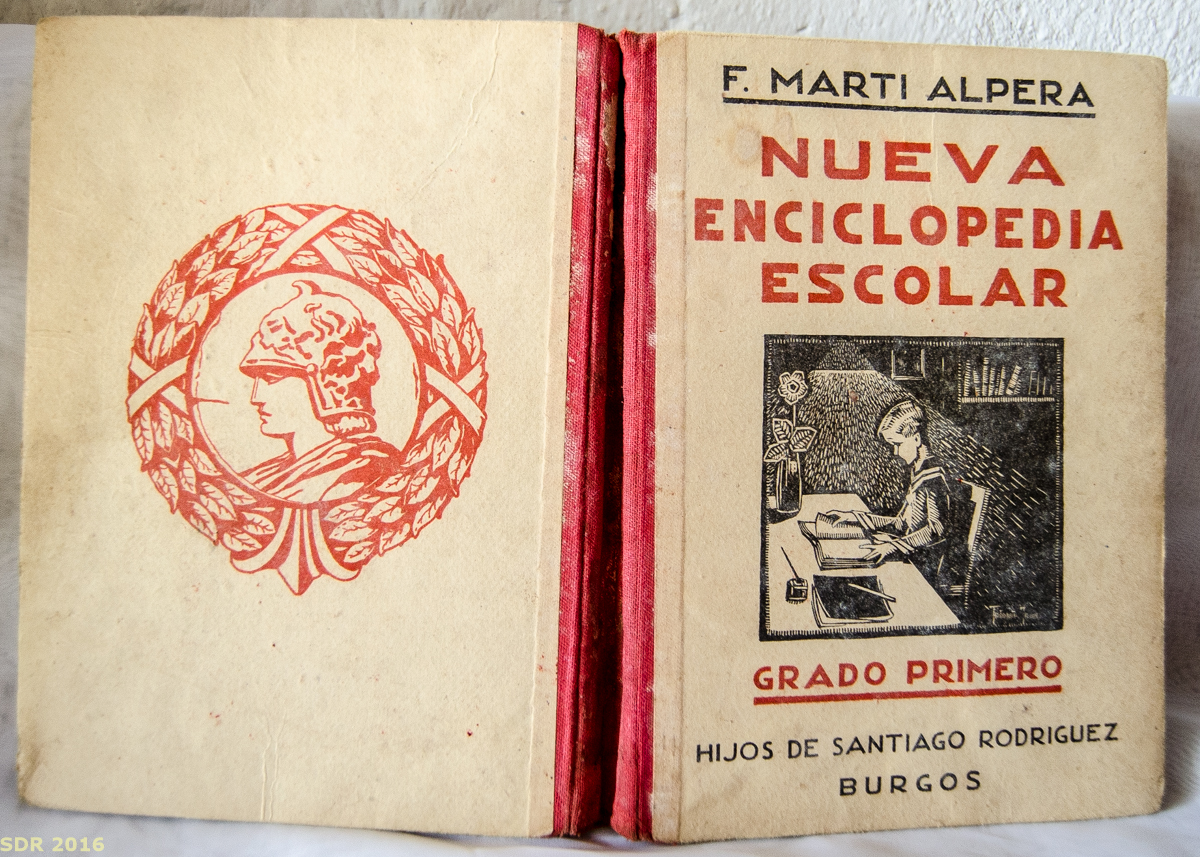 F. MARTI ALPERA
NUEVA
ENCICLOPEDIA
ESCOLAR
GRADO PRIMERO
HIJOS DE SANTIAGO RODRIGUEZ
BURGOS
SDR 2016